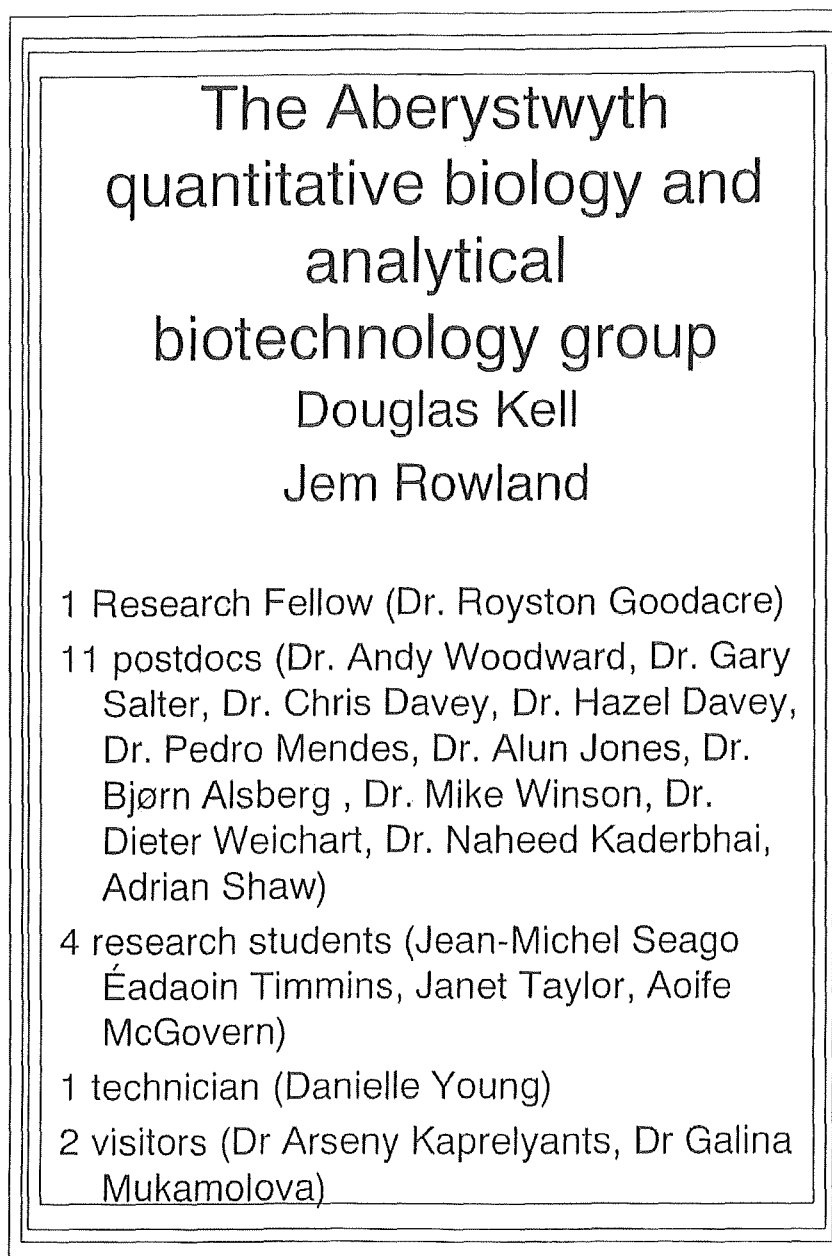 The Aberystwyth
quantitative biology and
analytical
biotechnology group
Douglas Kell
Jem Rowland
1 Research Fellow (Dr. Royston Goodacre)
11 postdocs (Dr. Andy Woodward, Dr. Gary
Salter, Dr. Chris Davey, Dr. Hazel Davey,
Dr. Pedro Mendes, Dr. Alun Jones, Dr.
Bjørn Alsberg , Dr. Mike Winson, Dr.
Dieter Weichart, Dr. Naheed Kaderbhai,
Adrian Shaw)
4 research students (Jean-Michel Seago
Éadaoin Timmins, Janet Taylor, Aoife
McGovern)
1 technician (Danielle Young)
2 visitors (Dr Arseny Kaprelyants, Dr Galina
Mukamolova)